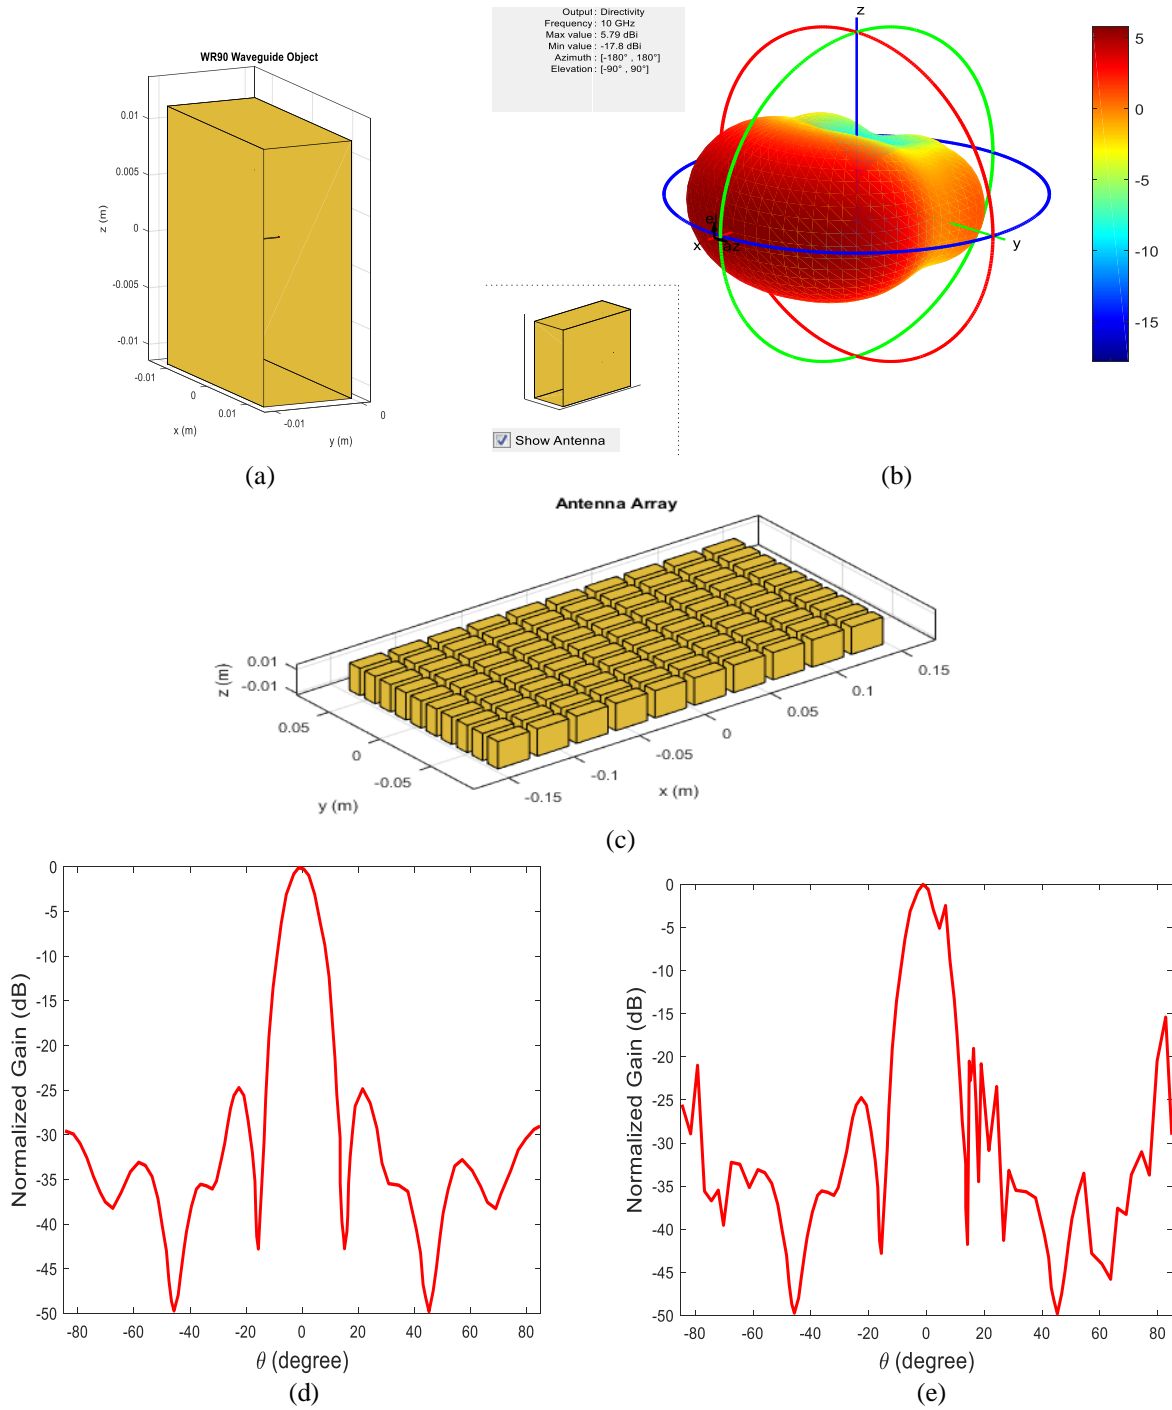 WR90 Waveguide Object
0.01
0.005
0
-0.005
-0.01
z (m)
-0.01
0
0.01
x (m)
-0.01
0
y (m)
(a)
Output : Directivity
Frequency : 10 GHz
Max value : 5.79 dBi
Min value : -17.8 dBi
Azimuth : [-180° , 180°]
Elevation : [-90° , 90°]
Show Antenna
z
el
x
az
y
5
0
-5
-10
-15
(b)
Antenna Array
0.01
-0.01
z (m)
0.05
0
-0.05
y (m)
-0.15
-0.1
-0.05
0
0.05
0.1
0.15
x (m)
(c)
0
-5
-10
-15
-20
-25
-30
-35
-40
-45
-50
Normalized Gain (dB)
-80 -60 -40 -20 0 20 40 60 80
θ (degree)
(d)
0
-5
-10
-15
-20
-25
-30
-35
-40
-45
-50
Normalized Gain (dB)
-80 -60 -40 -20 0 20 40 60 80
θ (degree)
(e)